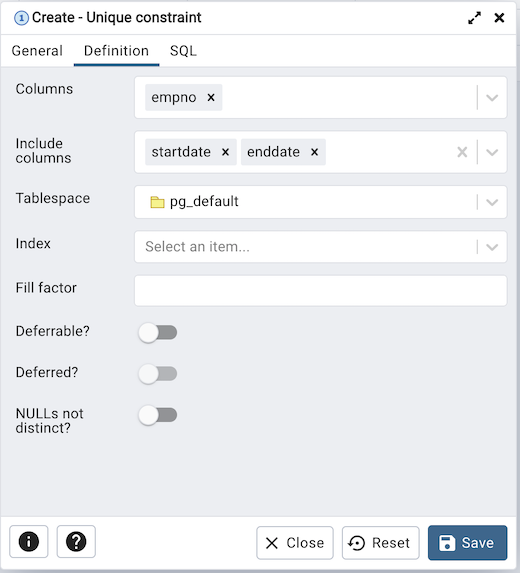 Create - Unique constraint
General Definition SQL
Columns
empno
Include
columns
startdate enddate
Tablespace
pg_default
Index
Select an item...
Fill factor
Deferrable?
Deferred?
NULLs not
distinct?
Close Reset Save